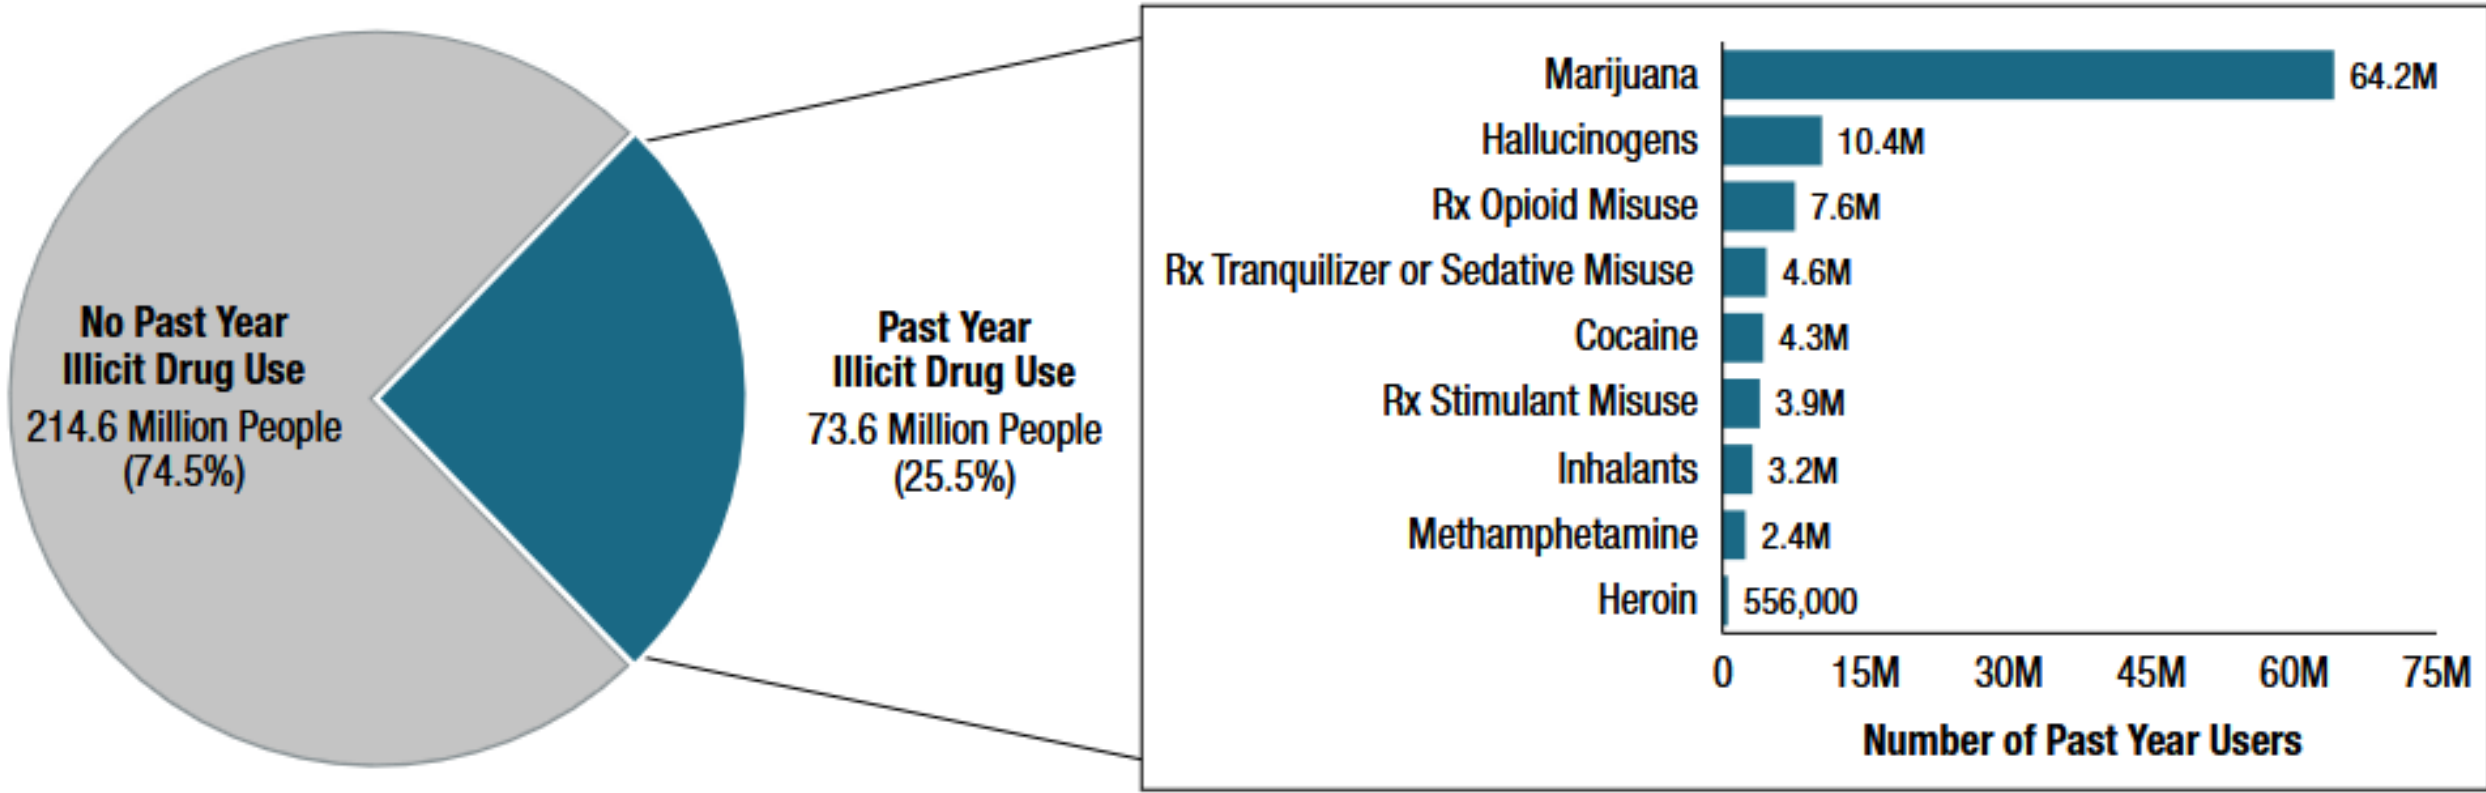 No Past Year
Illicit Drug Use
214.6 Million People
(74.5%)
Past Year
Illicit Drug Use
73.6 Million People
(25.5%)
Marijuana 64.2M
Hallucinogens 10.4M
Rx Opioid Misuse 7.6M
Rx Tranquilizer or Sedative Misuse 4.6M
Cocaine 4.3M
Rx Stimulant Misuse 3.9M
Inhalants 3.2M
Methamphetamine 2.4M
Heroin 556,000
0 15M 30M 45M 60M 75M
Number of Past Year Users